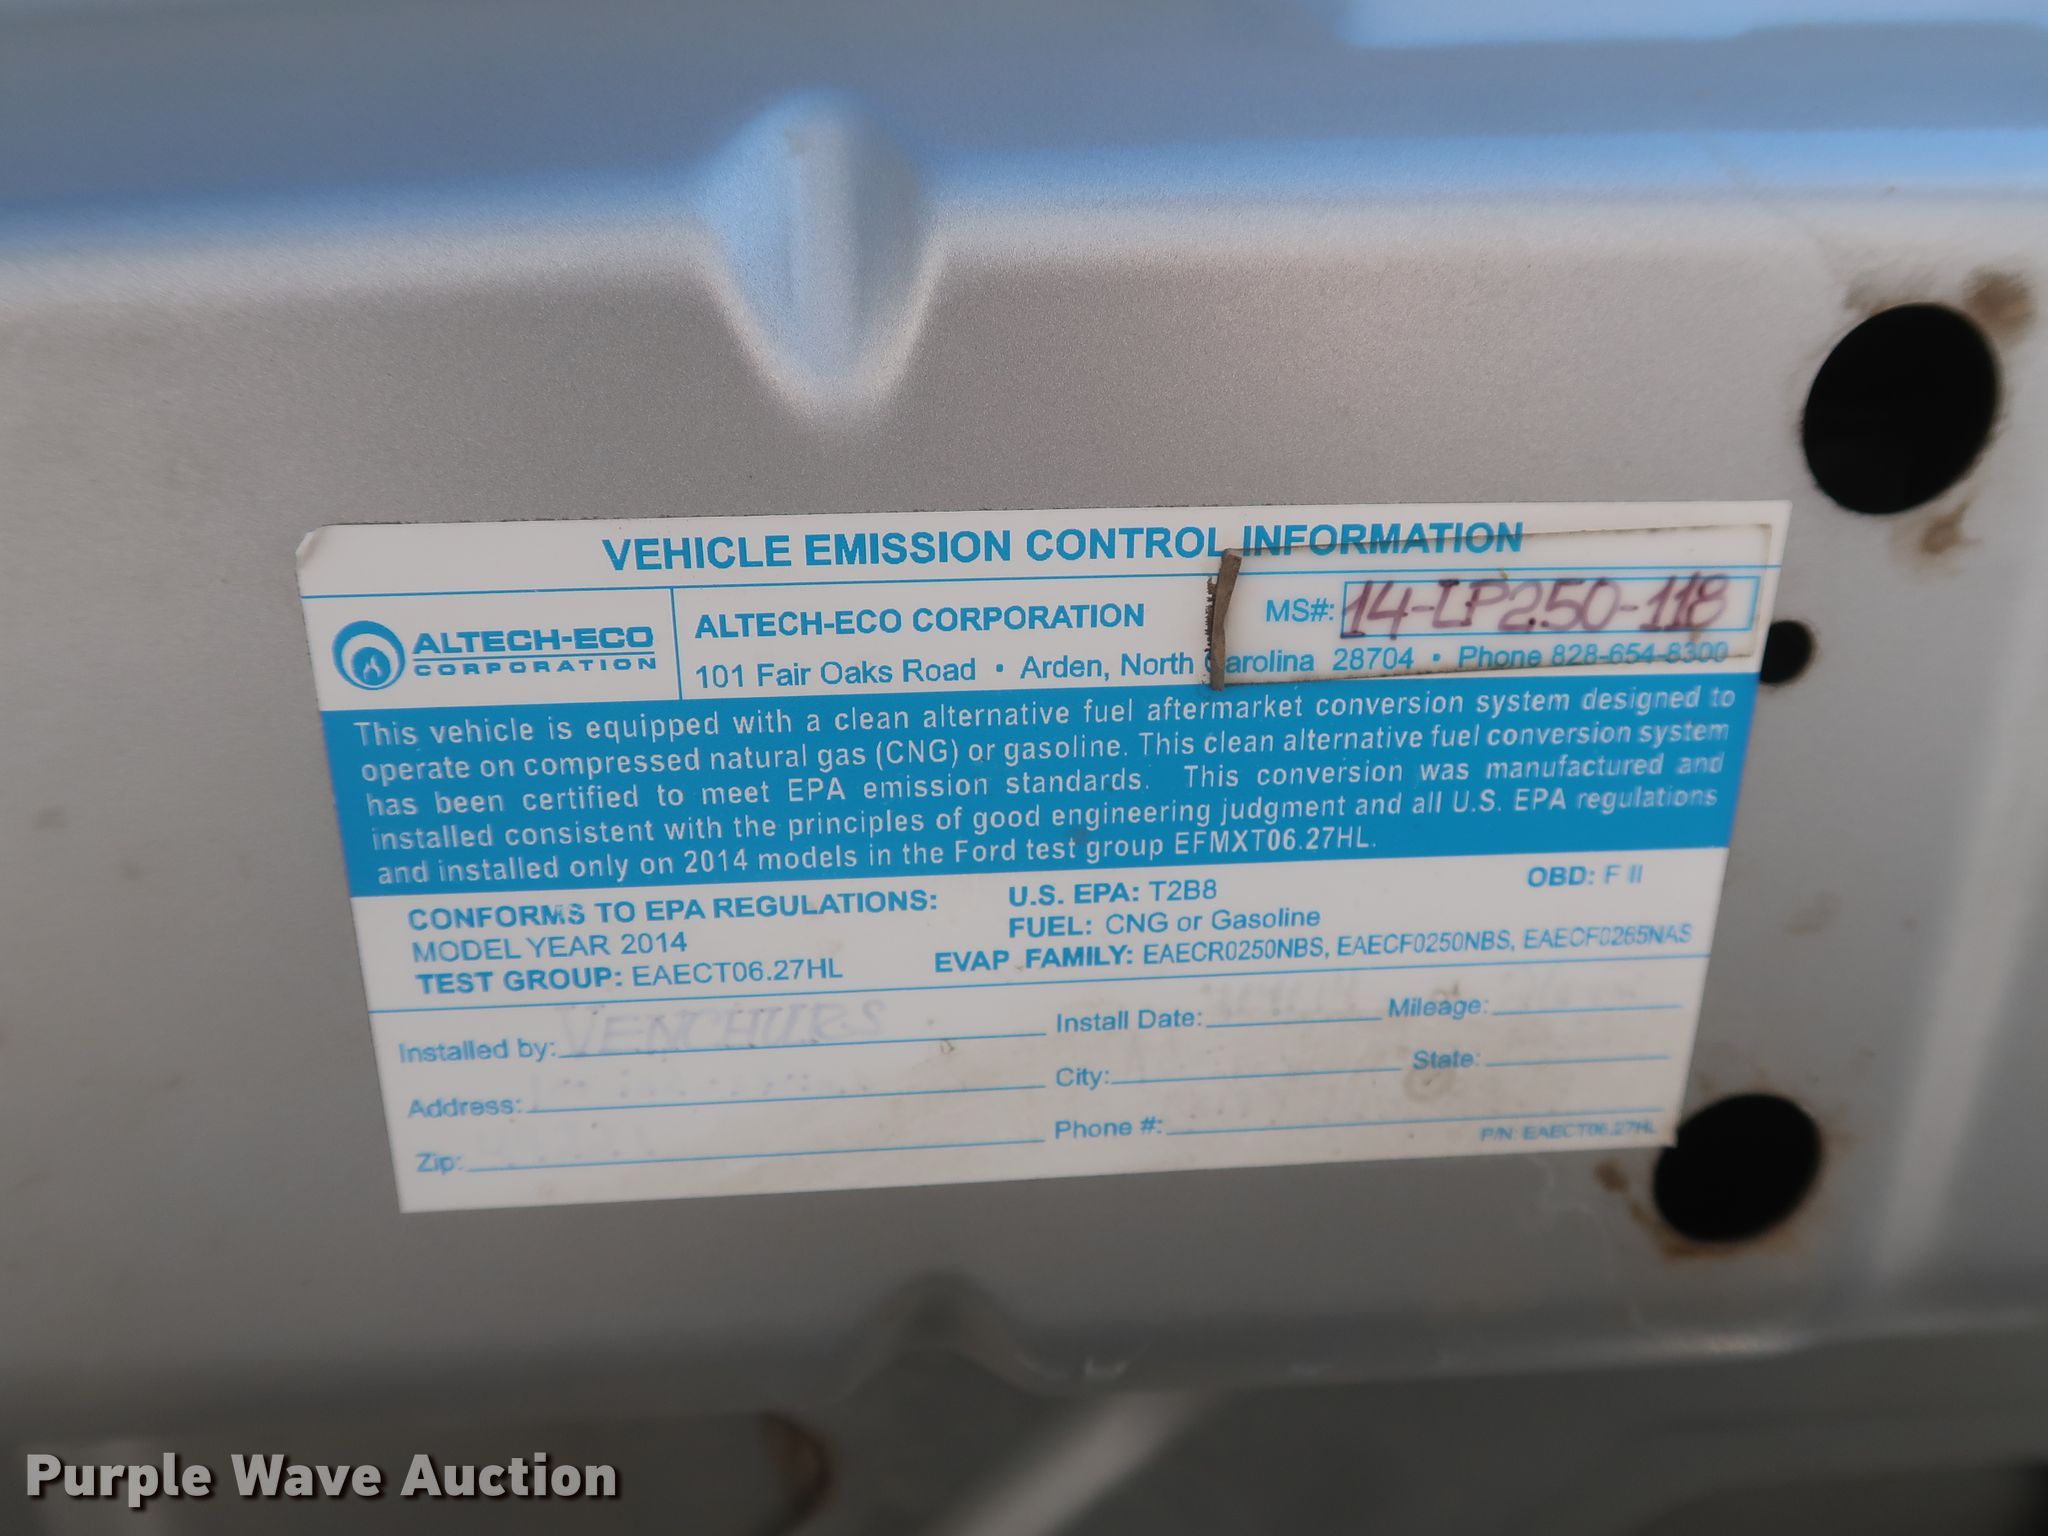 VEHICLE EMISSION CONTROL INFORMATION
ALTECH-ECO
CORPORATION
ALTECH-ECO CORPORATION
MS#: 14-LP250-118
101 Fair Oaks Road • Arden, North Carolina 28704 • Phone 828-654-8300
This vehicle is equipped with a clean alternative fuel aftermarket conversion system designed to
operate on compressed natural gas (CNG) or gasoline. This clean alternative fuel conversion system
has been certified to meet EPA emission standards. This conversion was manufactured and
installed consistent with the principles of good engineering judgment and all U.S. EPA regulations
and installed only on 2014 models in the Ford test group EFMXT06.27HL.
CONFORMS TO EPA REGULATIONS:
MODEL YEAR 2014
TEST GROUP: EAECT06.27HL
U.S. EPA: T2B8
OBD: F II
FUEL: CNG or Gasoline
EVAP FAMILY: EAECR0250NBS, EAECF0250NBS, EAECF0265NAS
Installed by: VENCHURS
Install Date:
Mileage:
Address:
City:
State:
Zip:
Phone #:
P/N: EAECT06.27HL
Purple Wave Auction